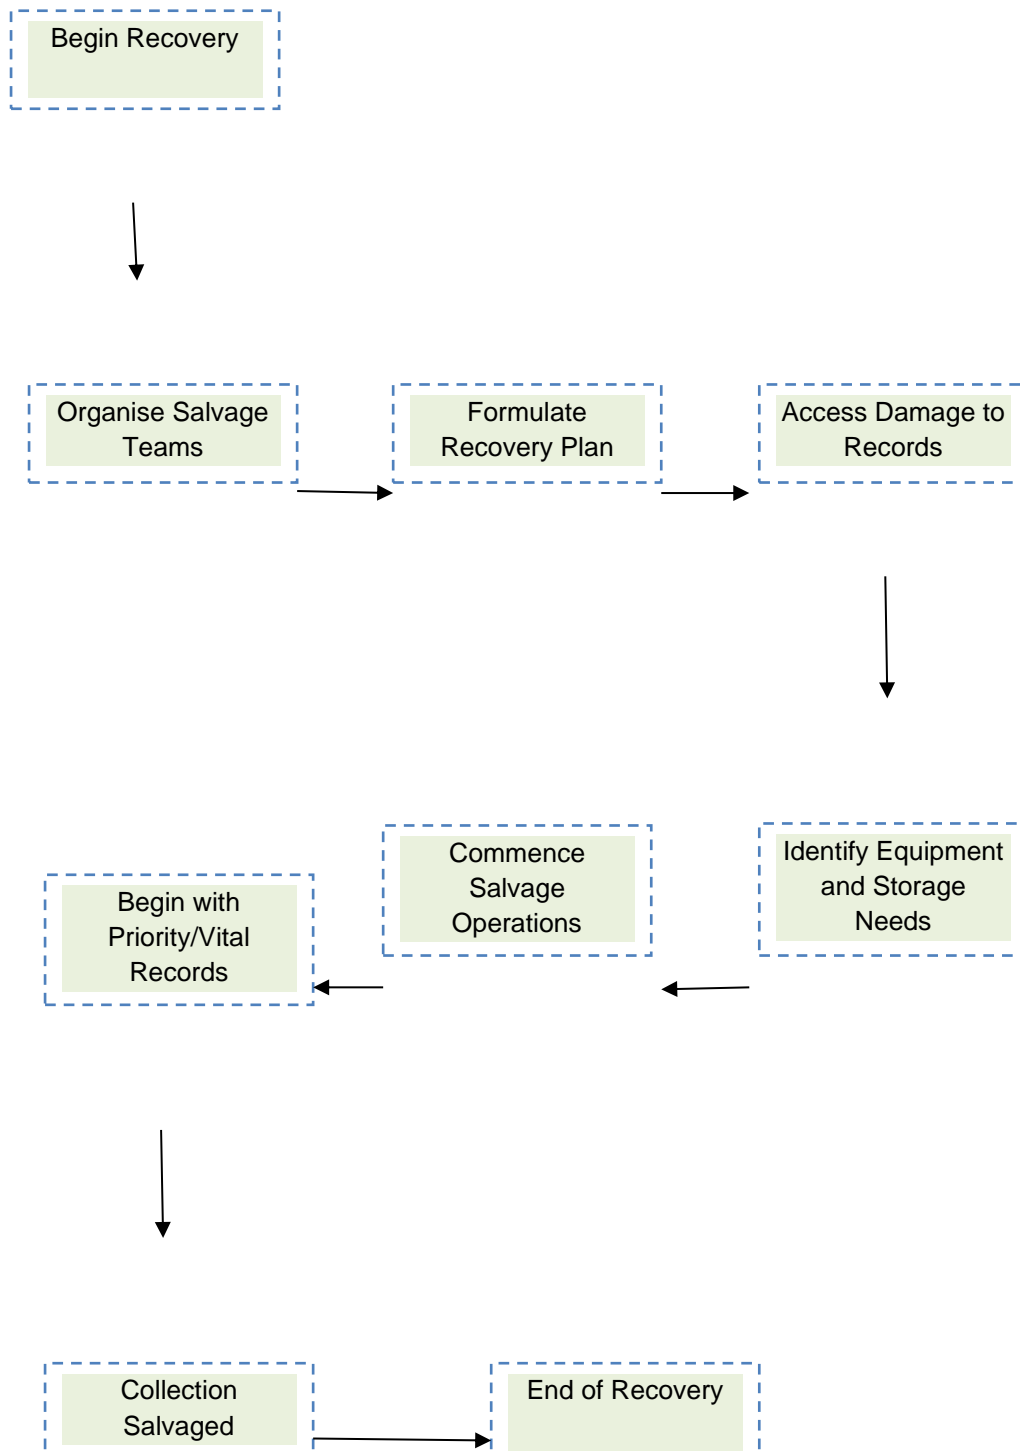 Begin Recovery
Organise Salvage
Teams
Formulate
Recovery Plan
Access Damage to
Records
Identify Equipment
and Storage
Needs
Commence
Salvage
Operations
Begin with
Priority/Vital
Records
Collection
Salvaged
End of Recovery